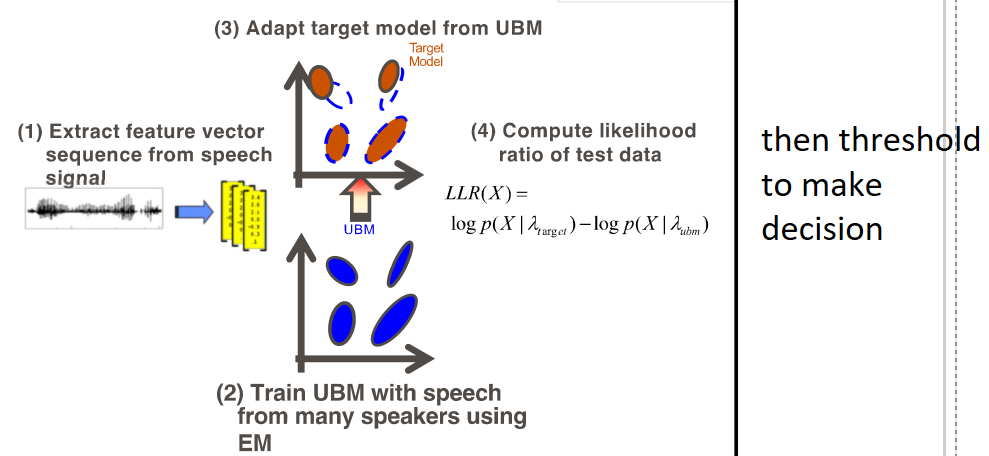 (3) Adapt target model from UBM
Target
Model
(1) Extract feature vector
sequence from speech
signal
(4) Compute likelihood
ratio of test data
LLR(X) =
log p(X | λtarget) − log p(X | λubm)
UBM
(2) Train UBM with speech
from many speakers using
EM
then threshold
to make
decision